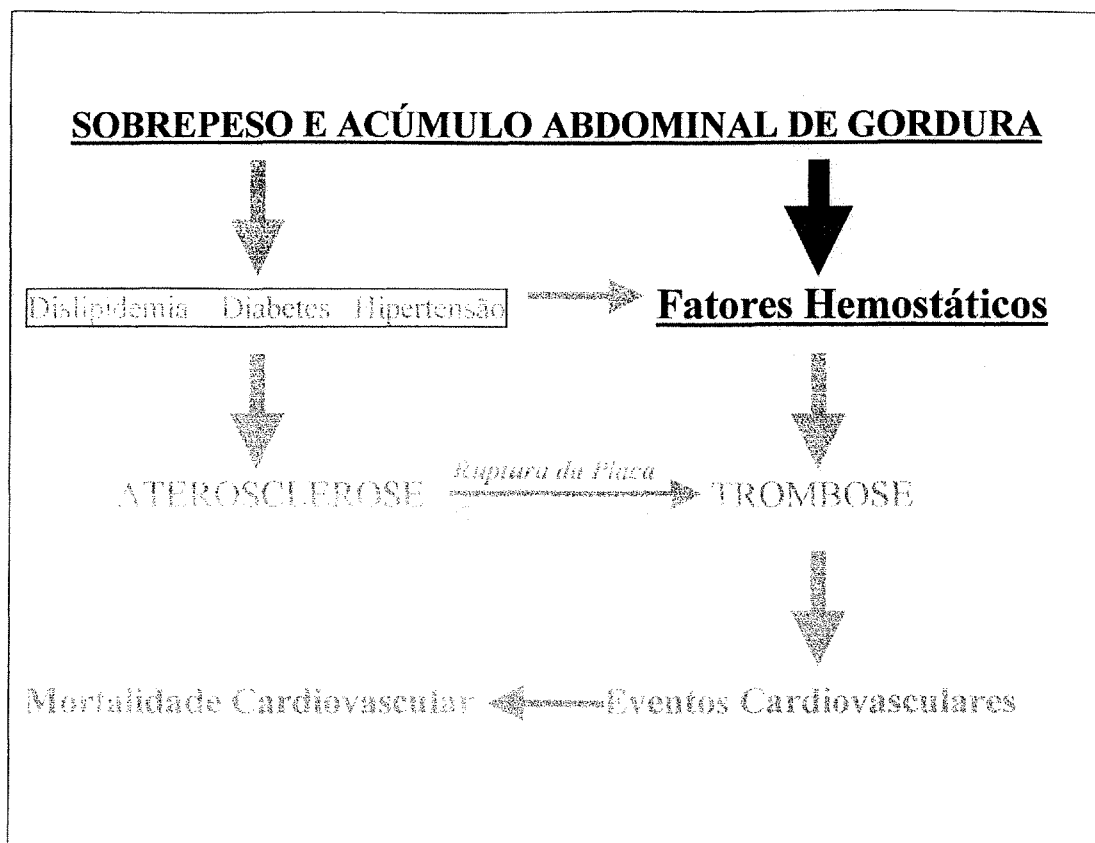 SOBREPESO E ACÚMULO ABDOMINAL DE GORDURA
Dislipidemia Diabetes Hipertensão
Fatores Hemostáticos
Ruptura da Placa
ATEROSCLEROSE
TROMBOSE
Mortalidade Cardiovascular
Eventos Cardiovasculares